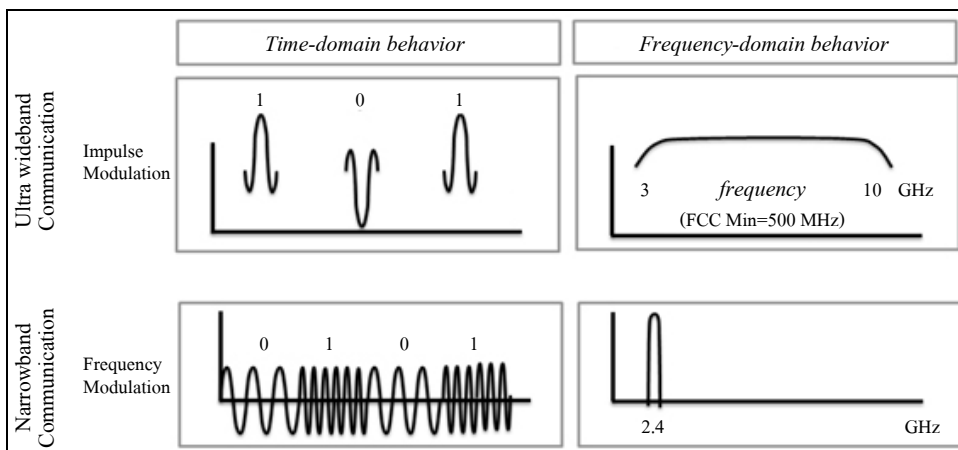 Time-domain behavior
Frequency-domain behavior
Ultra wideband
Communication
Impulse
Modulation
1 0 1
3 frequency 10 GHz
(FCC Min=500 MHz)
Narrowband
Communication
Frequency
Modulation
0 1 0 1
2.4 GHz